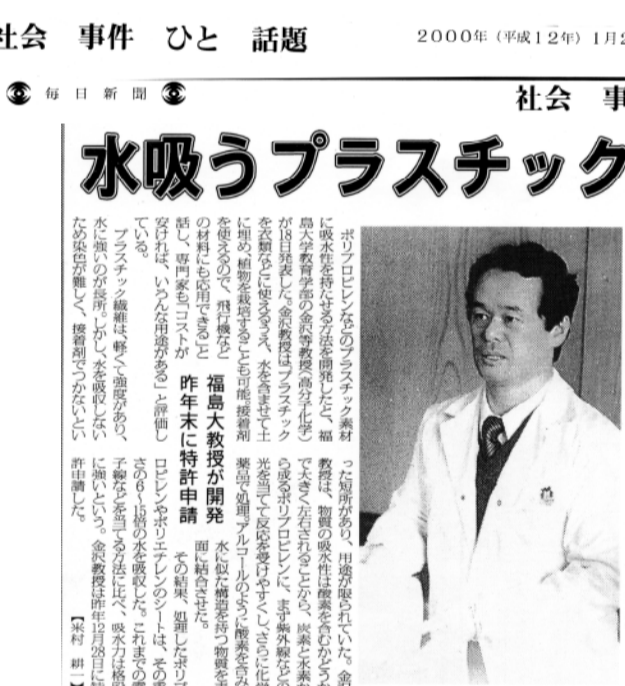 社会 事件 ひと 話題
2000年（平成12年）1月2
毎日新聞
社会 事
水吸うプラスチック
ポリプロピレンなどのプラスチック素材
に吸水性を持たせる方法を開発したと、福
島大学教育学部の金沢等教授（高分子化学）
が18日発表した。金沢教授は「プラスチック
を衣類などに使えるうえ、水を含ませて土
に埋め、植物を栽培することも可能。接着剤
を使えるので、飛行機など
の材料にも応用できる」と
話し、専門家も「コストが
安ければ、いろんな用途がある」と評価し
ている。
プラスチック繊維は、軽くて強度があり、
水に強いのが長所。しかし、水を吸収しない
ため染色が難しく、接着剤でつかないとい
福島大教授が開発
昨年末に特許申請
った短所があり、用途が限られていた。金
教授は、物質の吸水性は酸素を含むかどうか
で大きく左右されることから、炭素と水素か
ら成るポリプロピレンに、まず紫外線などの
光を当てて反応を受けやすくし、さらに化学
薬品で処理。アルコールのように酸素を含み
水に似た構造を持つ物質を
面に結合させた。
その結果、処理したポリプ
ロピレンやポリエチレンのシートは、その
さの6～15倍の水を吸収した。これまでの
子線などを当てる方法に比べ、吸水力は格段
に強いという。金沢教授は昨年12月28日に特
許申請した。
【米村 耕一】